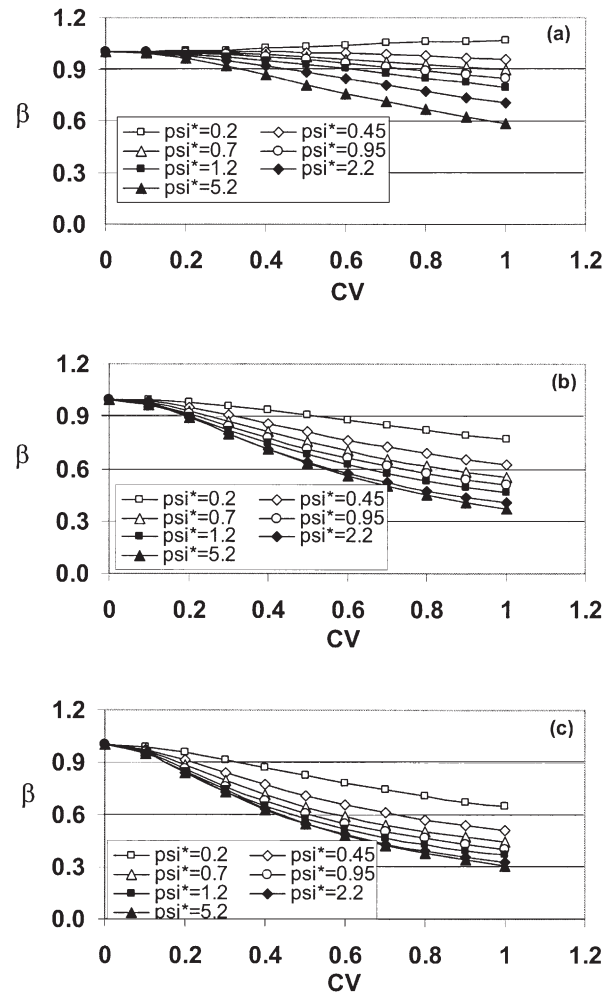 1.2
(a)
0.9
β
0.6
psi*=0.2 psi*=0.45
psi*=0.7 psi*=0.95
psi*=1.2 psi*=2.2
psi*=5.2
0.3
0.0
0 0.2 0.4 0.6 0.8 1 1.2
CV
1.2
(b)
0.9
β
0.6
psi*=0.2 psi*=0.45
psi*=0.7 psi*=0.95
psi*=1.2 psi*=2.2
psi*=5.2
0.3
0.0
0 0.2 0.4 0.6 0.8 1 1.2
CV
1.2
(c)
0.9
β
0.6
0.3
psi*=0.2 psi*=0.45
psi*=0.7 psi*=0.95
psi*=1.2 psi*=2.2
psi*=5.2
0.0
0 0.2 0.4 0.6 0.8 1 1.2
CV